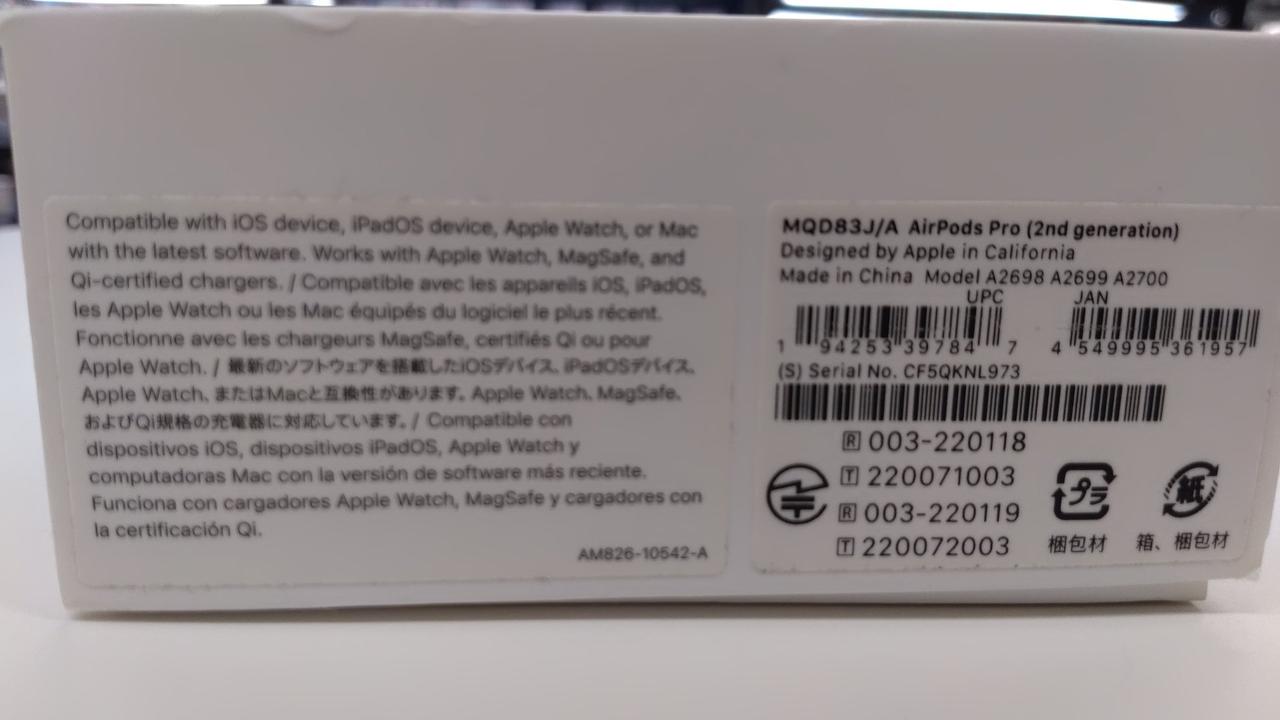 Compatible with iOS device, iPadOS device, Apple Watch, or Mac
with the latest software. Works with Apple Watch, MagSafe, and
Qi-certified chargers. / Compatible avec les appareils iOS, iPadOS,
les Apple Watch ou les Mac équipés du logiciel le plus récent.
Fonctionne avec les chargeurs MagSafe, certifiés Qi ou pour
Apple Watch. / 最新のソフトウェアを搭載したiOSデバイス、iPadOSデバイス、
Apple Watch、またはMacと互換性があります。Apple Watch、MagSafe、
およびQi規格の充電器に対応しています。/ Compatible con
dispositivos iOS, dispositivos iPadOS, Apple Watch y
computadoras Mac con la versión de software más reciente.
Funciona con cargadores Apple Watch, MagSafe y cargadores con
la certificación Qi.
AM826-10542-A
MQD83J/A AirPods Pro (2nd generation)
Designed by Apple in California
Made in China Model A2698 A2699 A2700
UPC JAN
1 94253 39784 7 4 549995 361957
(S) Serial No. CF5QKNL973
R 003-220118
T 220071003
R 003-220119
T 220072003
プラ 紙
梱包材 箱、梱包材